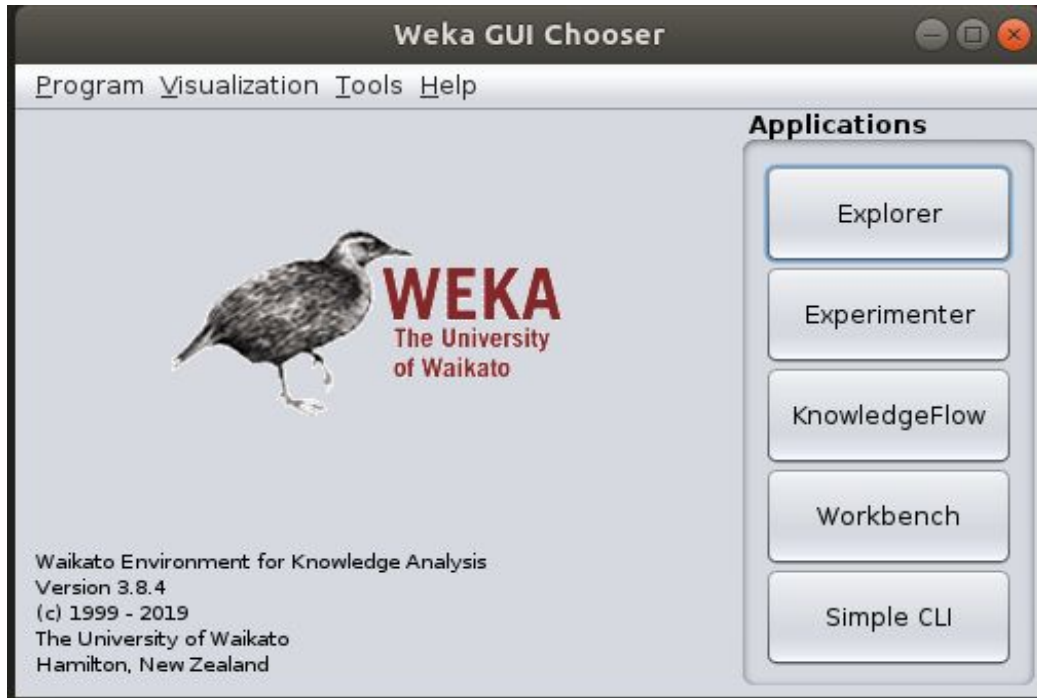 Weka GUI Chooser
Program Visualization Tools Help
Applications
Explorer
Experimenter
KnowledgeFlow
Workbench
Simple CLI
WEKA
The University
of Waikato
Waikato Environment for Knowledge Analysis
Version 3.8.4
(c) 1999 - 2019
The University of Waikato
Hamilton, New Zealand